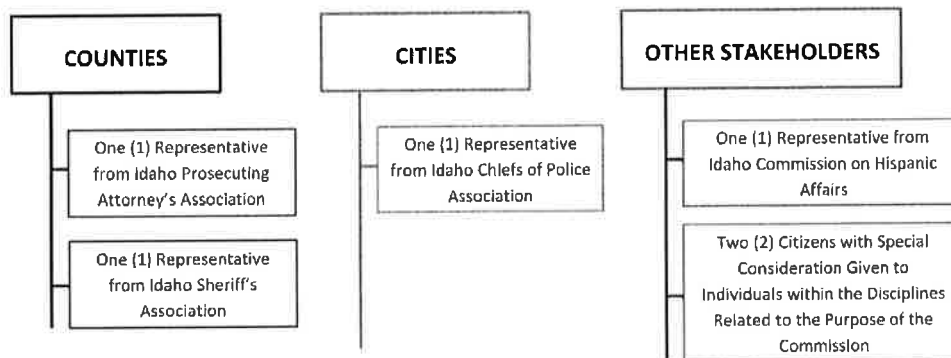 COUNTIES
One (1) Representative
from Idaho Prosecuting
Attorney's Association
One (1) Representative
from Idaho Sheriff's
Association
CITIES
One (1) Representative
from Idaho Chiefs of Police
Association
OTHER STAKEHOLDERS
One (1) Representative from
Idaho Commission on Hispanic
Affairs
Two (2) Citizens with Special
Consideration Given to
Individuals within the Disciplines
Related to the Purpose of the
Commission